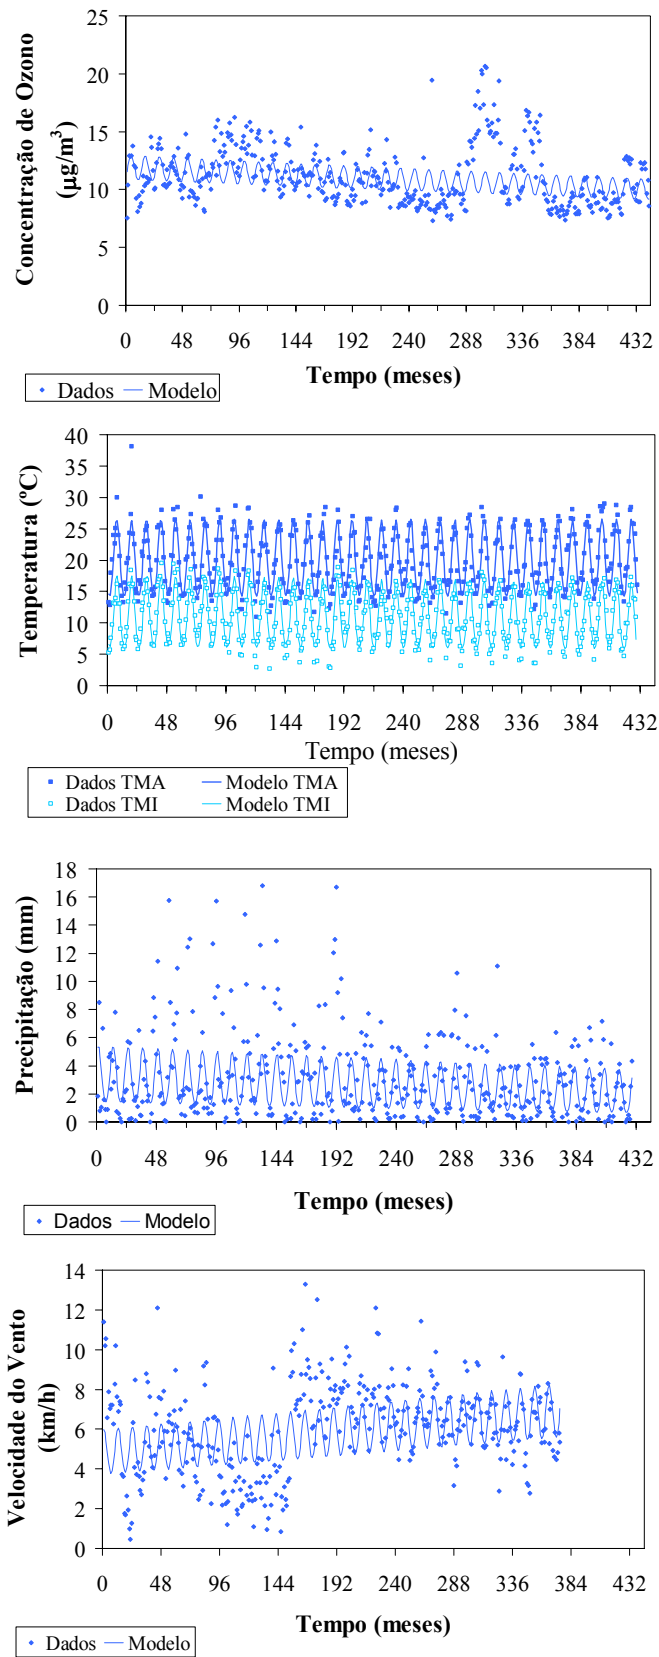 Concentração de Ozono
(µg/m³)
25
20
15
10
5
0
0 48 96 144 192 240 288 336 384 432
Tempo (meses)
Dados Modelo
Temperatura (ºC)
40
35
30
25
20
15
10
5
0
0 48 96 144 192 240 288 336 384 432
Tempo (meses)
Dados TMA Modelo TMA
Dados TMI Modelo TMI
Precipitação (mm)
18
16
14
12
10
8
6
4
2
0
0 48 96 144 192 240 288 336 384 432
Tempo (meses)
Dados Modelo
Velocidade do Vento
(km/h)
14
12
10
8
6
4
2
0
0 48 96 144 192 240 288 336 384 432
Tempo (meses)
Dados Modelo